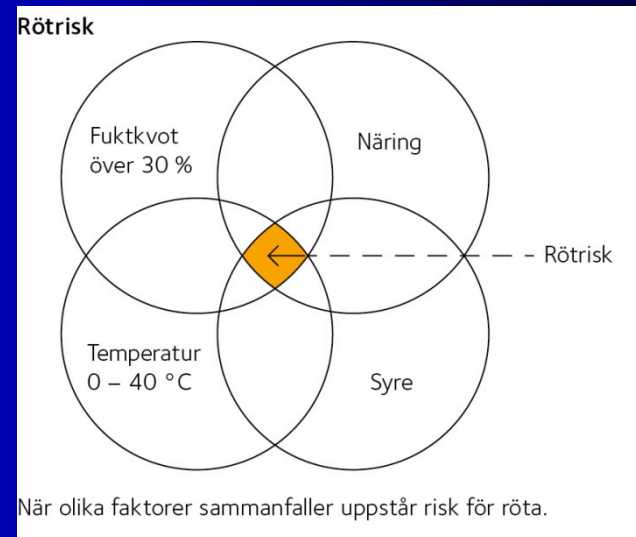 Rötrisk
Fuktkvot
över 30 %
Näring
Rötrisk
Temperatur
0 – 40 °C
Syre
När olika faktorer sammanfaller uppstår risk för röta.